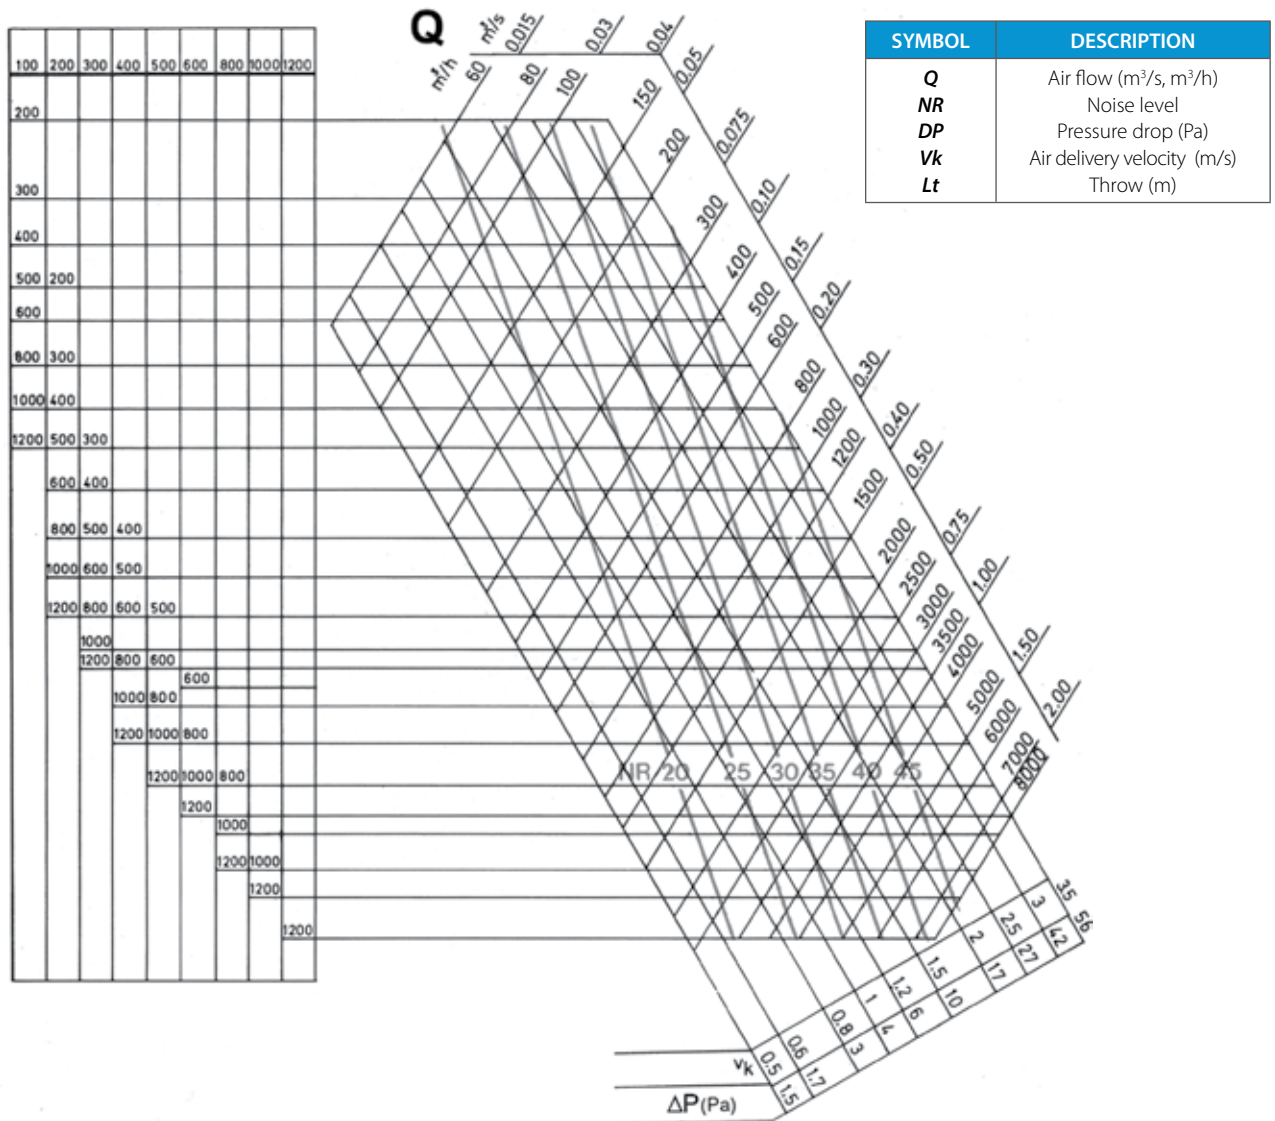 Q
m³/s 0.015 0.03 0.04 0.05 0.075 0.10 0.15 0.20 0.30 0.40 0.50 0.75 1.00 1.50 2.00
m³/h 60 80 100 150 200 300 400 500 600 800 1000 1200 1500 2000 2500 3000 3500 4000 5000 6000 7000 8000
SYMBOL DESCRIPTION
Q Air flow (m³/s, m³/h)
NR Noise level
DP Pressure drop (Pa)
Vk Air delivery velocity (m/s)
Lt Throw (m)
100 200 300 400 500 600 800 1000 1200
200
300
400
500 200
600
800 300
1000 400
1200 500 300
600 400
800 500 400
1000 600 500
1200 800 600 500
1000
1200 800 600
600
1000 800
1200 1000 800
1200 1000 800
1200
1000
1200 1000
1200
1200
NR 20 25 30 35 40 45
vk 0.5 0.6 0.8 1 1.2 1.5 2 2.5 3 3.5
ΔP (Pa) 1.5 1.7 3 4 6 10 17 27 42 56